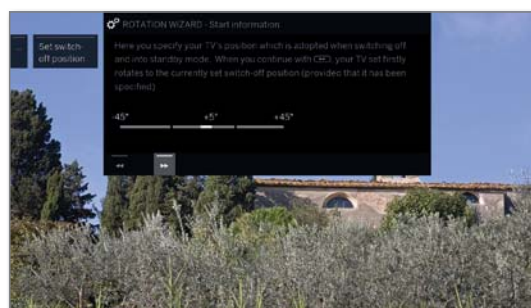 ROTATION WIZARD - Start information
Set switch-
off position
Here you specify your TV's position which is adopted when switching off
and into standby mode. When you continue with, your TV set firstly
rotates to the currently set switch-off position (provided that it has been
specified)
-45° +5° +45°